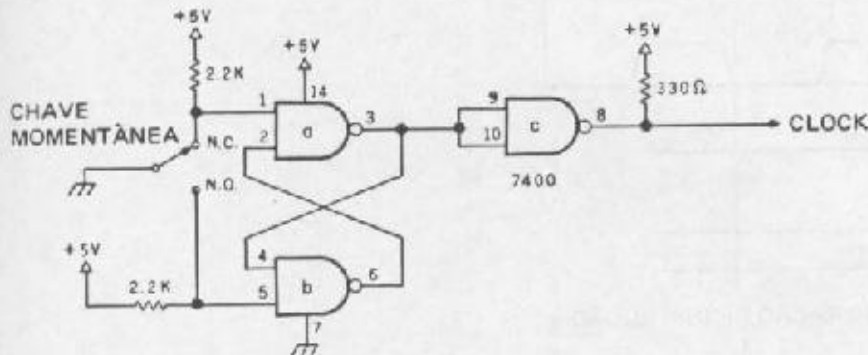 +5V
2.2K
+5V
14
+5V
330Ω
CHAVE
MOMENTÂNEA
N.C.
N.O.
1
2
a
3
9
10
c
8
CLOCK
7400
+5V
2.2K
4
5
b
6
7